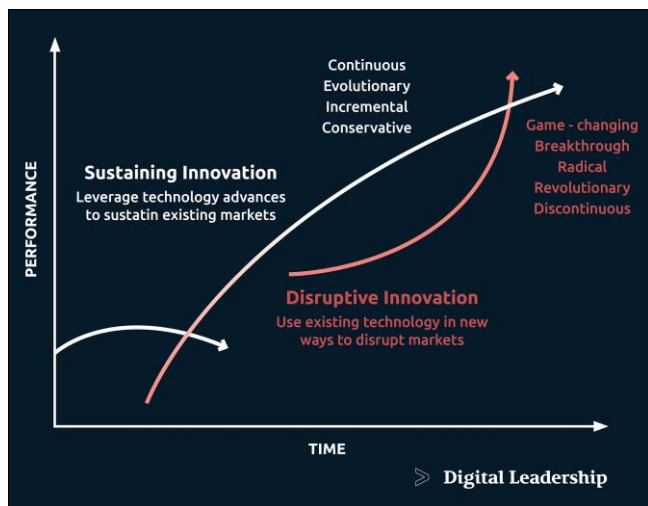 Continuous
Evolutionary
Incremental
Conservative
Game - changing
Breakthrough
Radical
Revolutionary
Discontinuous
Sustaining Innovation
Leverage technology advances
to sustatin existing markets
PERFORMANCE
Disruptive Innovation
Use existing technology in new
ways to disrupt markets
TIME
Digital Leadership